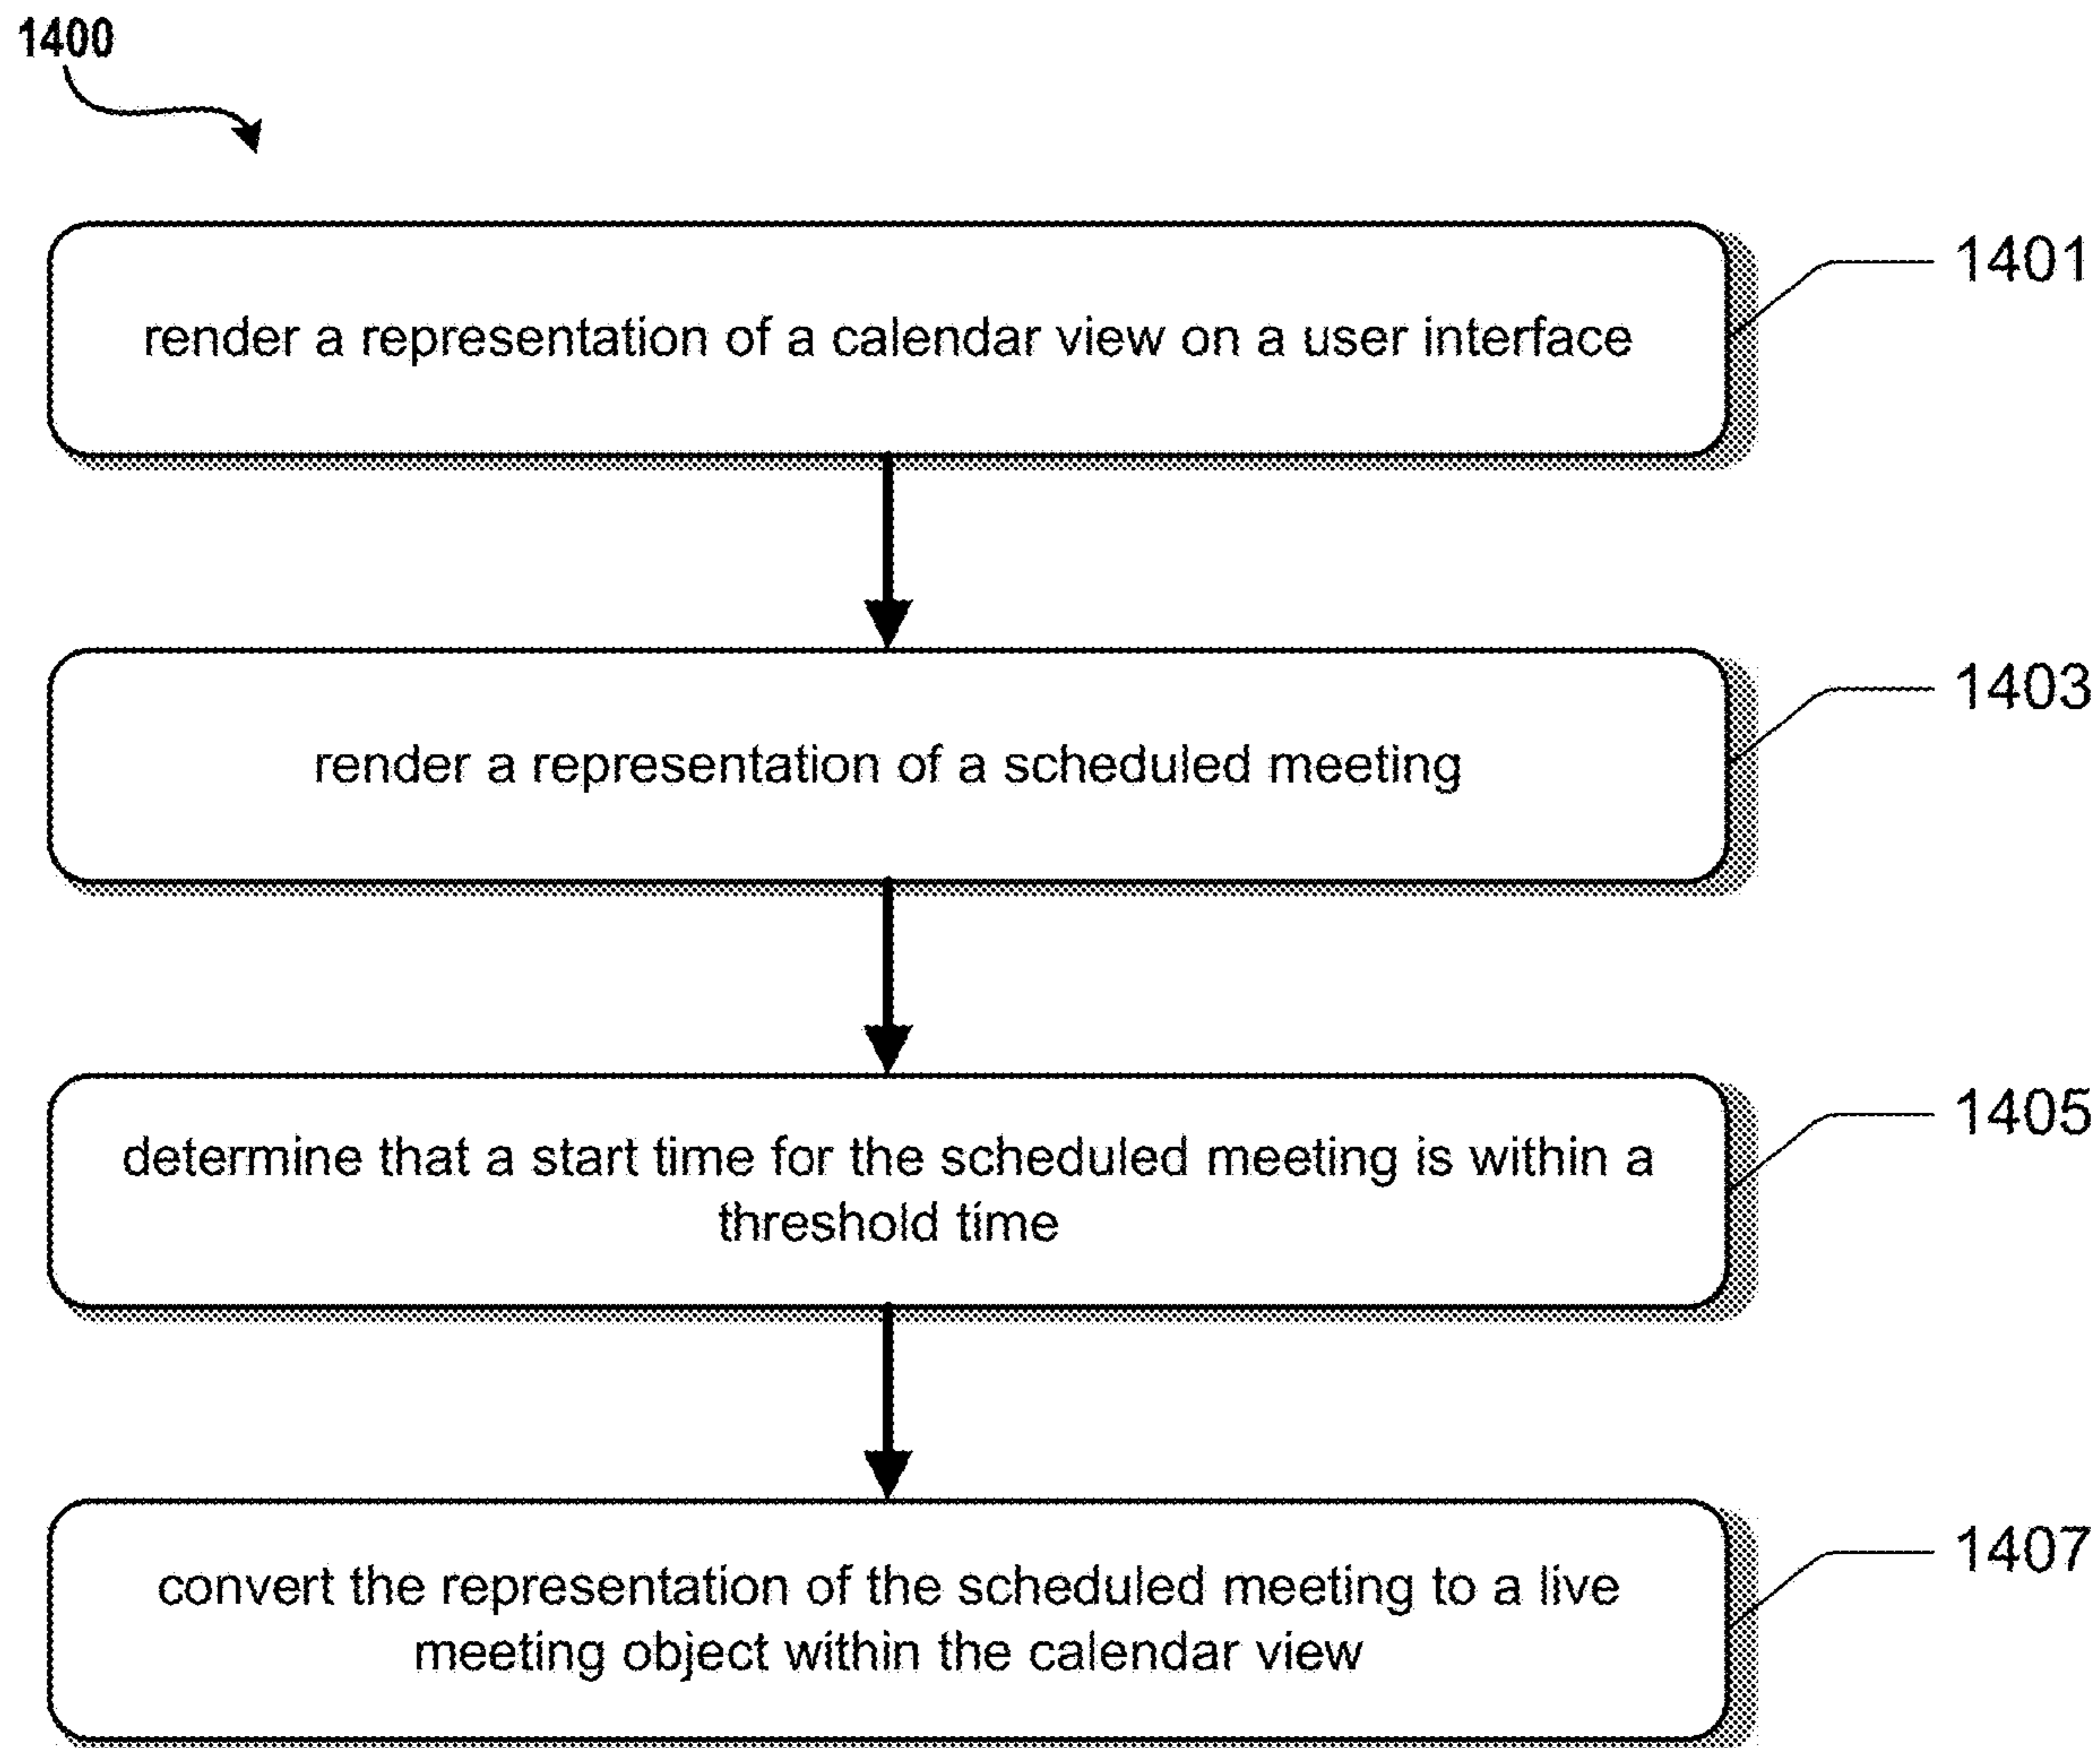 1400
1401
render a representation of a calendar view on a user interface
1403
render a representation of a scheduled meeting
1405
determine that a start time for the scheduled meeting is within a
threshold time
1407
convert the representation of the scheduled meeting to a live
meeting object within the calendar view